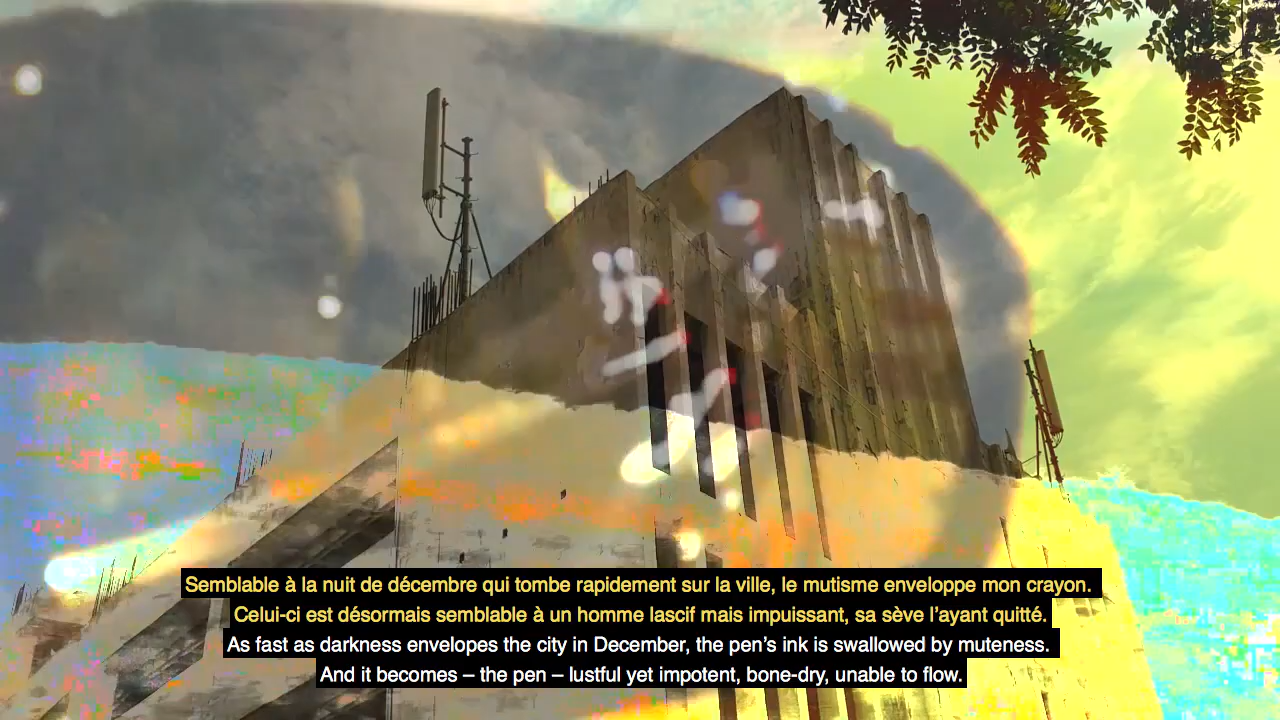 Semblable à la nuit de décembre qui tombe rapidement sur la ville, le mutisme enveloppe mon crayon.
Celui-ci est désormais semblable à un homme lascif mais impuissant, sa sève l’ayant quitté.
As fast as darkness envelopes the city in December, the pen’s ink is swallowed by muteness.
And it becomes – the pen – lustful yet impotent, bone-dry, unable to flow.